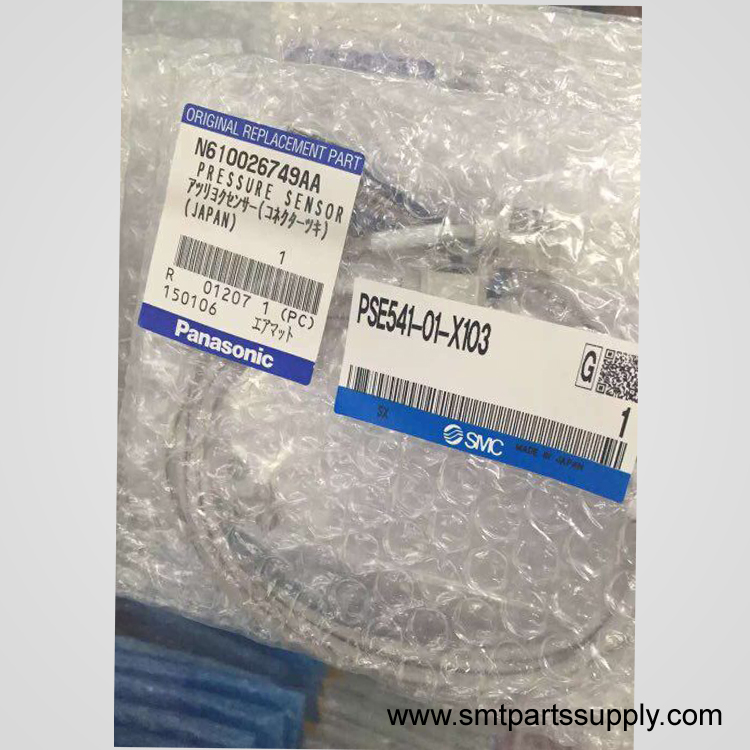 ORIGINAL REPLACEMENT PART
N610026749AA
PRESSURE SENSOR
アツリヨクセンサー(コネクターツキ)
(JAPAN)
1
R 01207 1 (PC)
150106 エアマット
Panasonic
PSE541-01-X103
G
1
SX
SMC MADE IN JAPAN
www.smtpartssupply.com